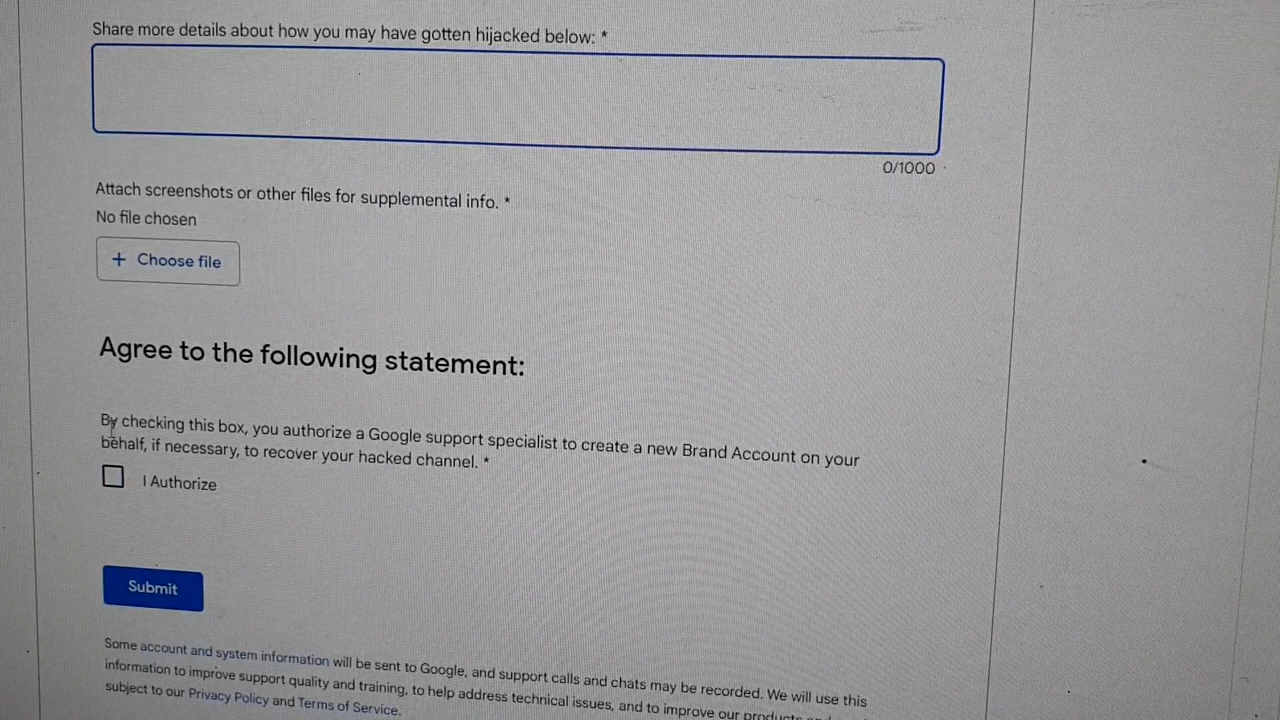 Share more details about how you may have gotten hijacked below: *
0/1000
Attach screenshots or other files for supplemental info. *
No file chosen
+ Choose file
Agree to the following statement:
By checking this box, you authorize a Google support specialist to create a new Brand Account on your
behalf, if necessary, to recover your hacked channel. *
I Authorize
Submit
Some account and system information will be sent to Google, and support calls and chats may be recorded. We will use this
information to improve support quality and training, to help address technical issues, and to improve our products
subject to our Privacy Policy and Terms of Service.